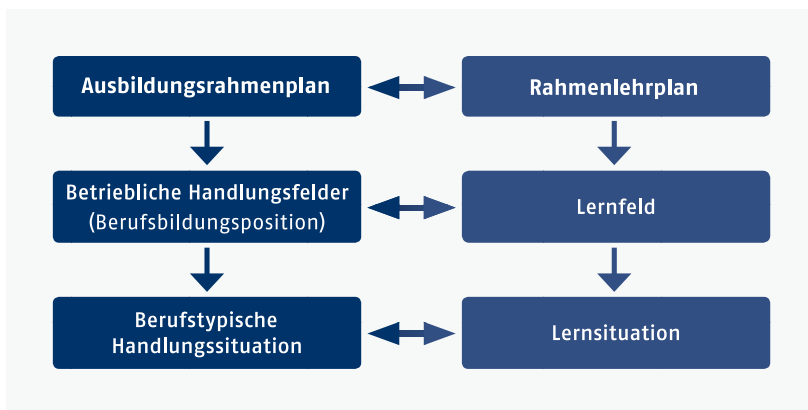 Ausbildungsrahmenplan
Rahmenlehrplan
Betriebliche Handlungsfelder
(Berufsbildungsposition)
Lernfeld
Berufstypische
Handlungssituation
Lernsituation